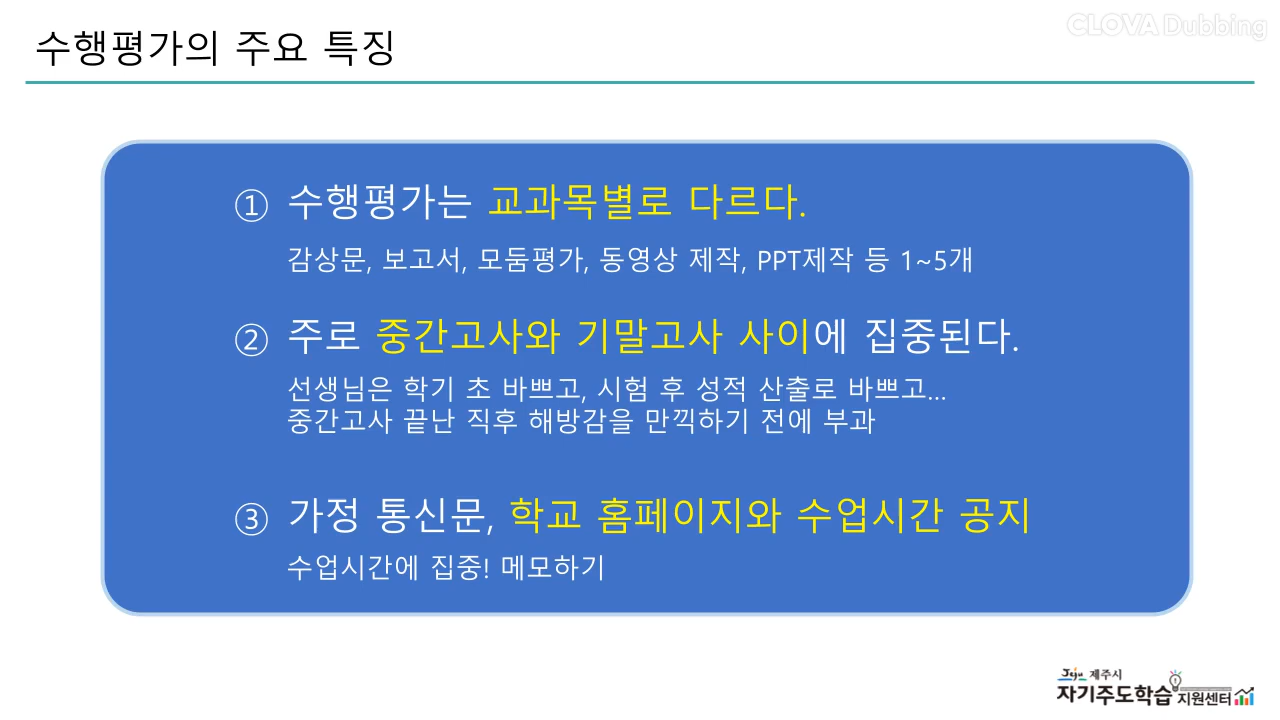 수행평가의 주요 특징
CLOVA Dubbing
① 수행평가는 교과목별로 다르다.
감상문, 보고서, 모둠평가, 동영상 제작, PPT제작 등 1~5개
② 주로 중간고사와 기말고사 사이에 집중된다.
선생님은 학기 초 바쁘고, 시험 후 성적 산출로 바쁘고...
중간고사 끝난 직후 해방감을 만끽하기 전에 부과
③ 가정 통신문, 학교 홈페이지와 수업시간 공지
수업시간에 집중! 메모하기
Jeju 제주시
자기주도학습 지원센터